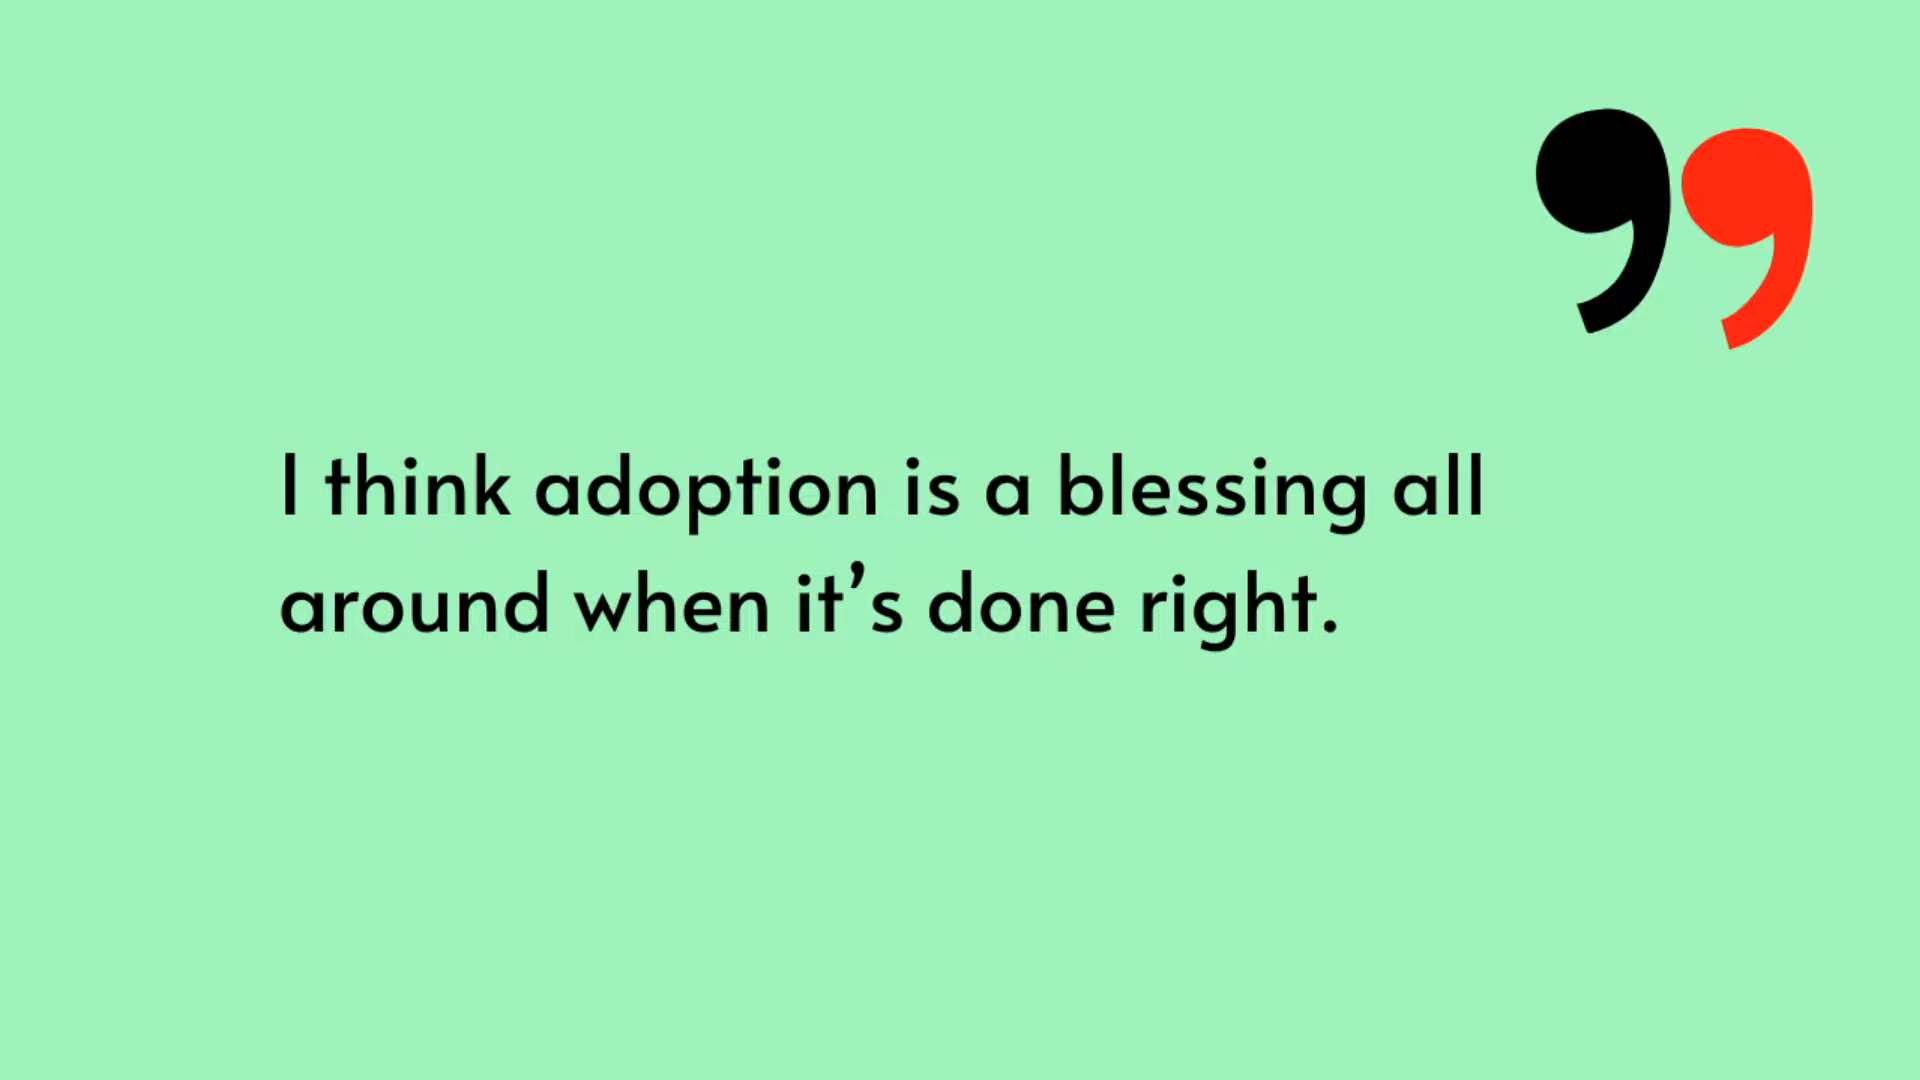 I think adoption is a blessing all
around when it’s done right.